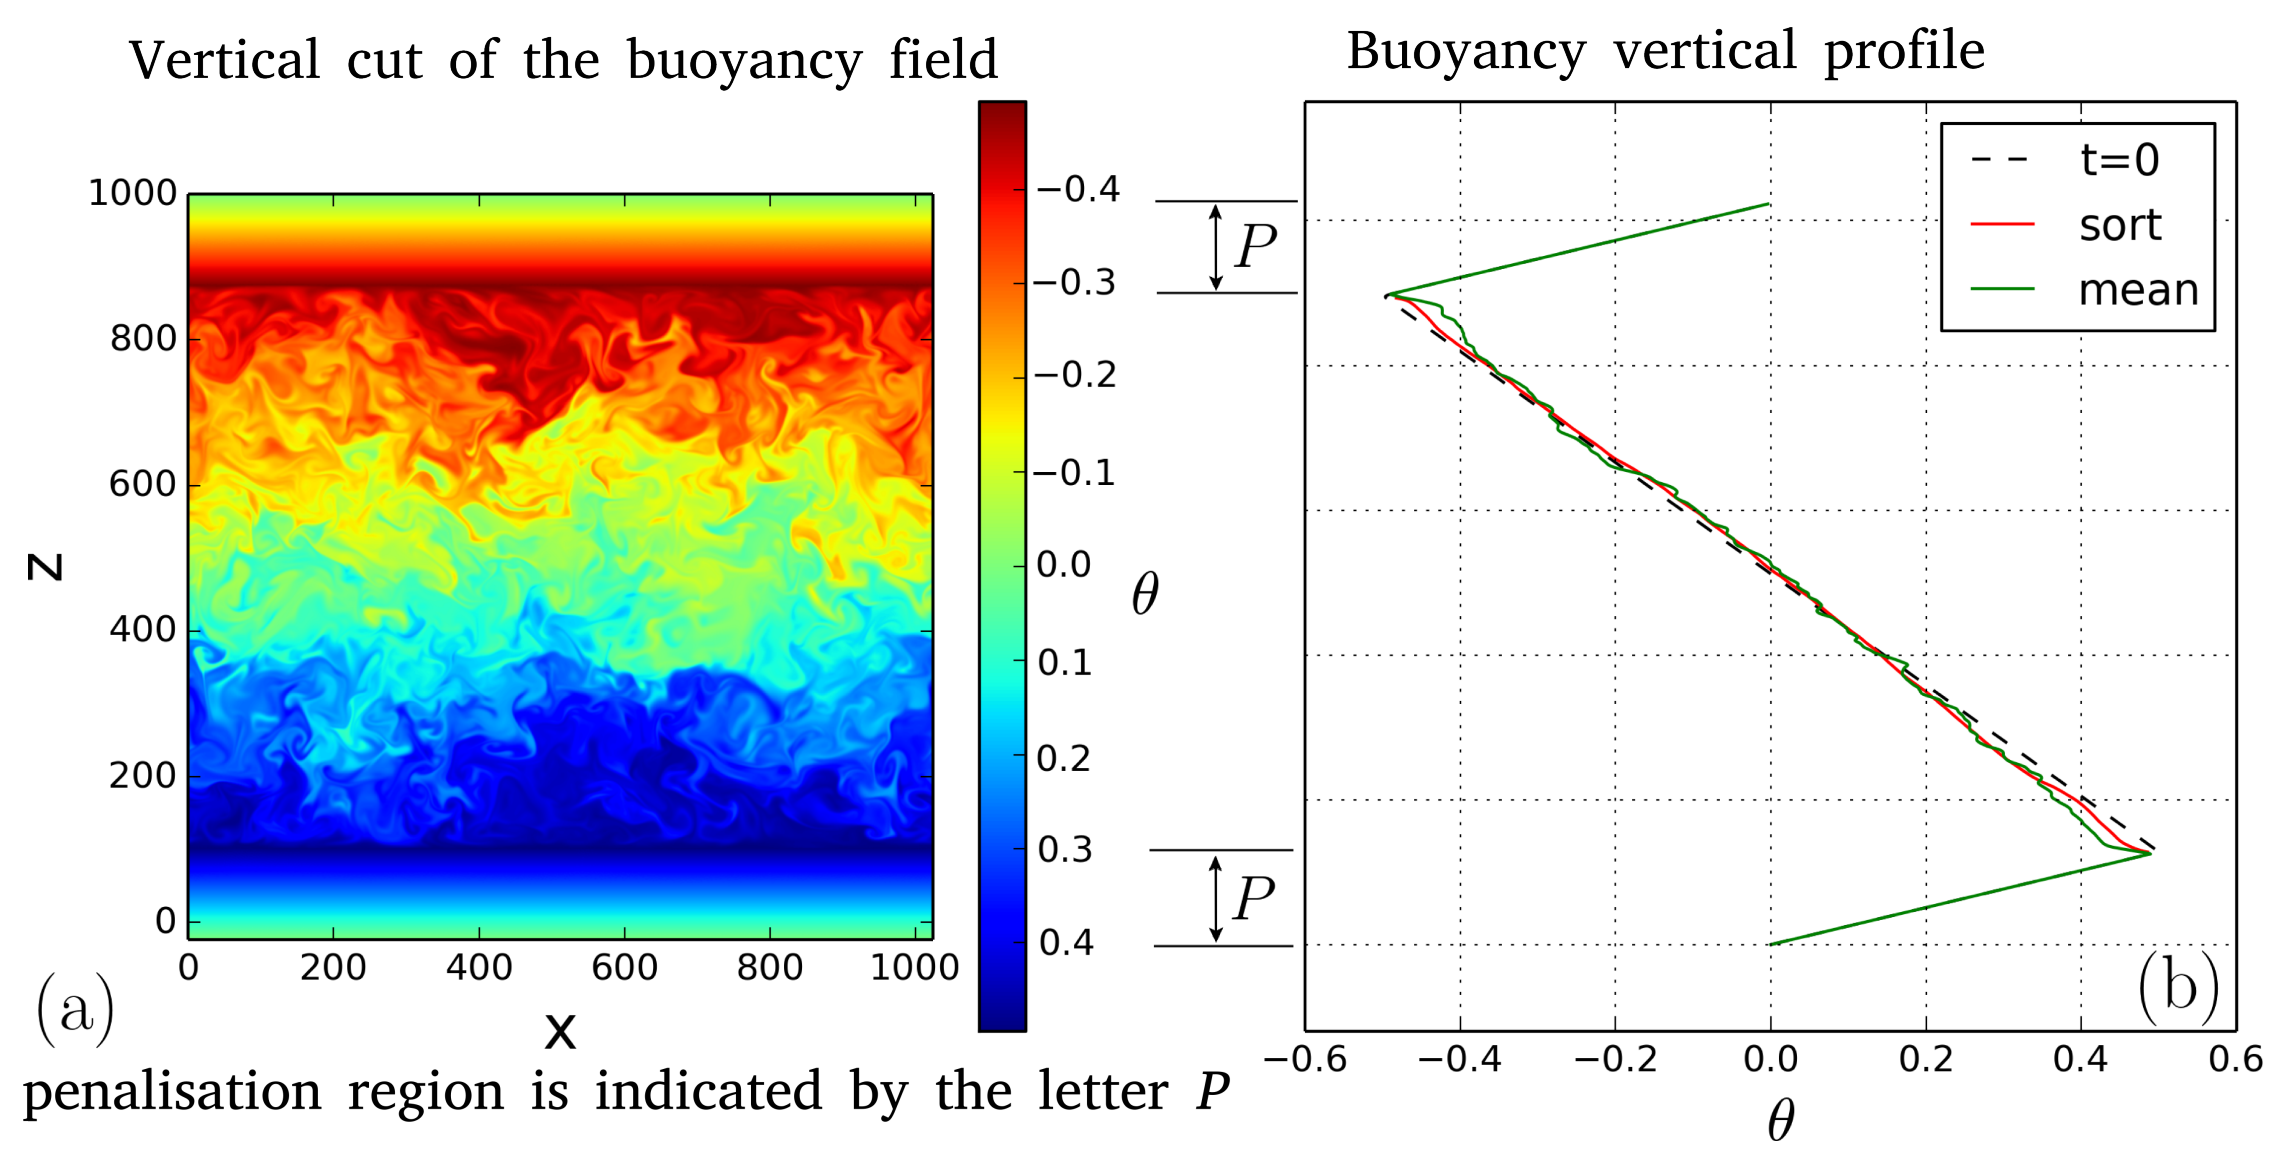 Vertical cut of the buoyancy field
Buoyancy vertical profile
1000
800
600
400
200
0
z
0 200 400 600 800 1000
x
(a)
−0.4
−0.3
−0.2
−0.1
0.0
0.1
0.2
0.3
0.4
θ
P
P
t=0
sort
mean
(b)
−0.6 −0.4 −0.2 0.0 0.2 0.4 0.6
θ
penalisation region is indicated by the letter P